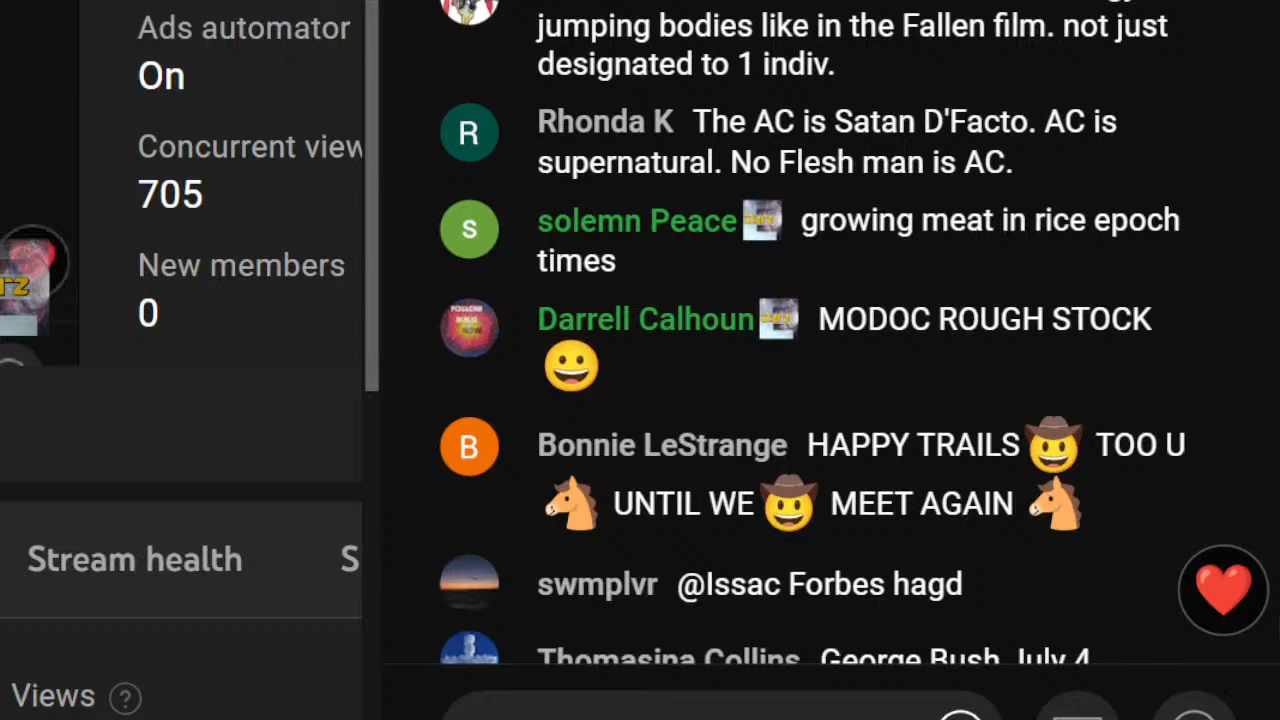 Ads automator
On
Concurrent view
705
New members
0
Stream health
S
Views ?
jumping bodies like in the Fallen film. not just
designated to 1 indiv.
R Rhonda K The AC is Satan D'Facto. AC is
supernatural. No Flesh man is AC.
s solemn Peace growing meat in rice epoch
times
Darrell Calhoun MODOC ROUGH STOCK
😀
B Bonnie LeStrange HAPPY TRAILS🤠 TOO U
🐴 UNTIL WE🤠 MEET AGAIN 🐴
swmplvr @Issac Forbes hagd
Thomasina Collins George Bush July 4